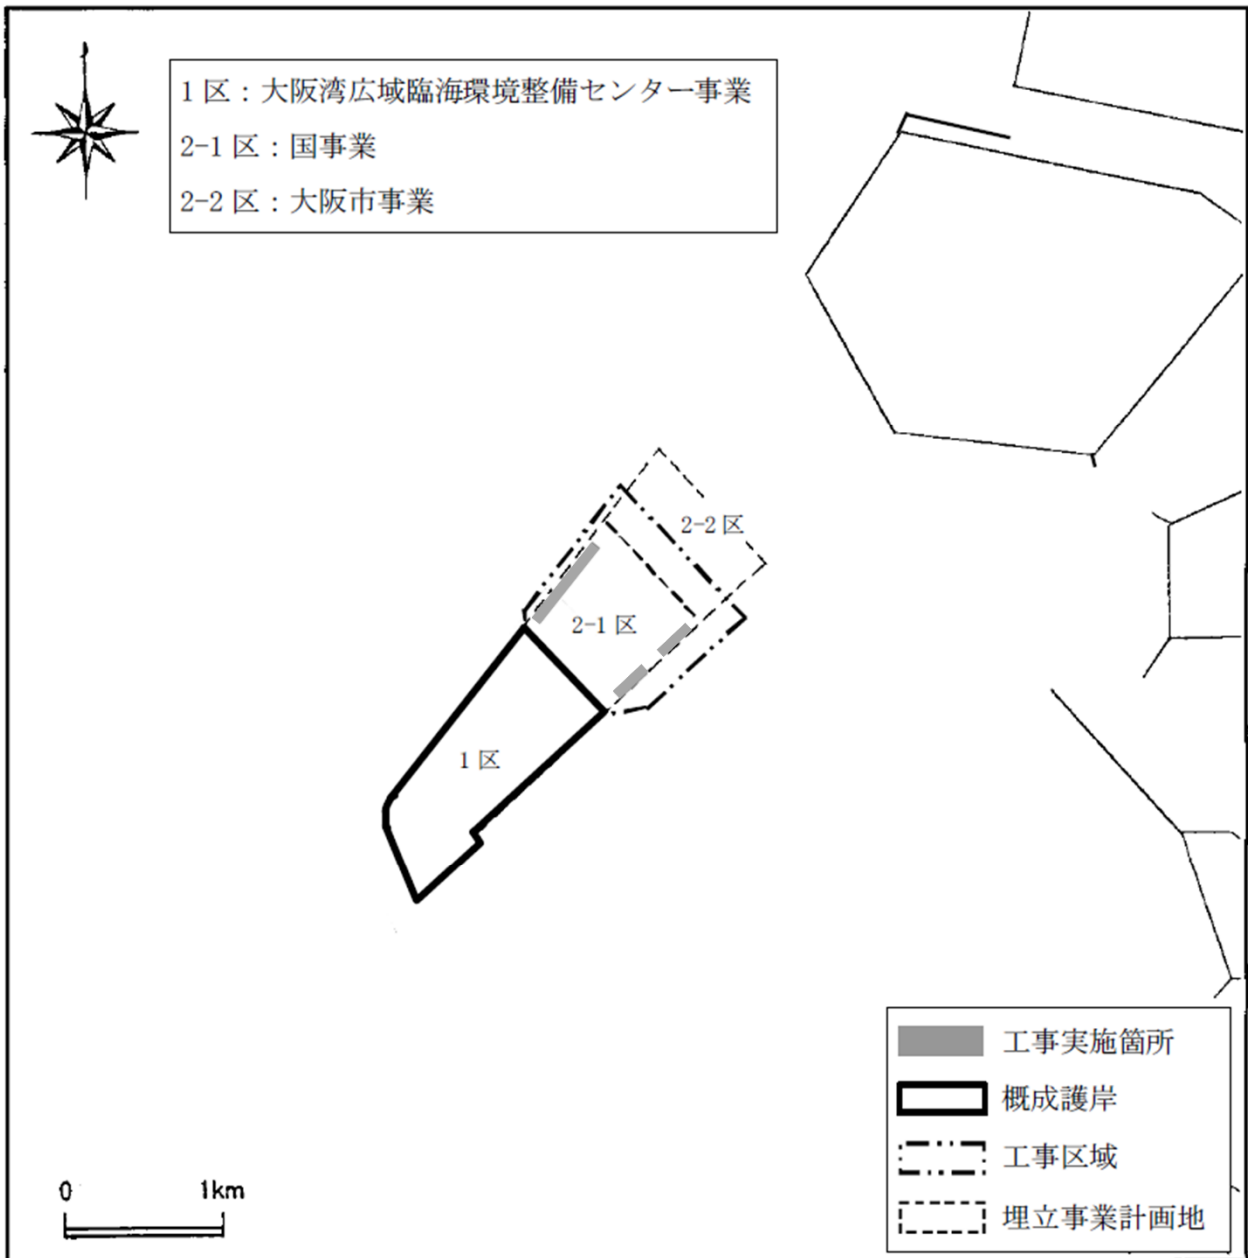 1区：大阪湾広域臨海環境整備センター事業
2-1区：国事業
2-2区：大阪市事業
2-2区
2-1区
1区
工事実施箇所
概成護岸
工事区域
埋立事業計画地
0 1km